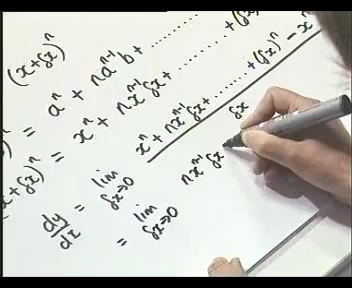 (x+δx)ⁿ
= aⁿ + naⁿ⁻¹b + ..........
+ δx)ⁿ = xⁿ + nxⁿ⁻¹δx + .......... + (δx)ⁿ
dy/dx = lim δx→0 xⁿ + nxⁿ⁻¹δx + ........ + (δx)ⁿ - xⁿ / δx
= lim δx→0 nxⁿ⁻¹δx